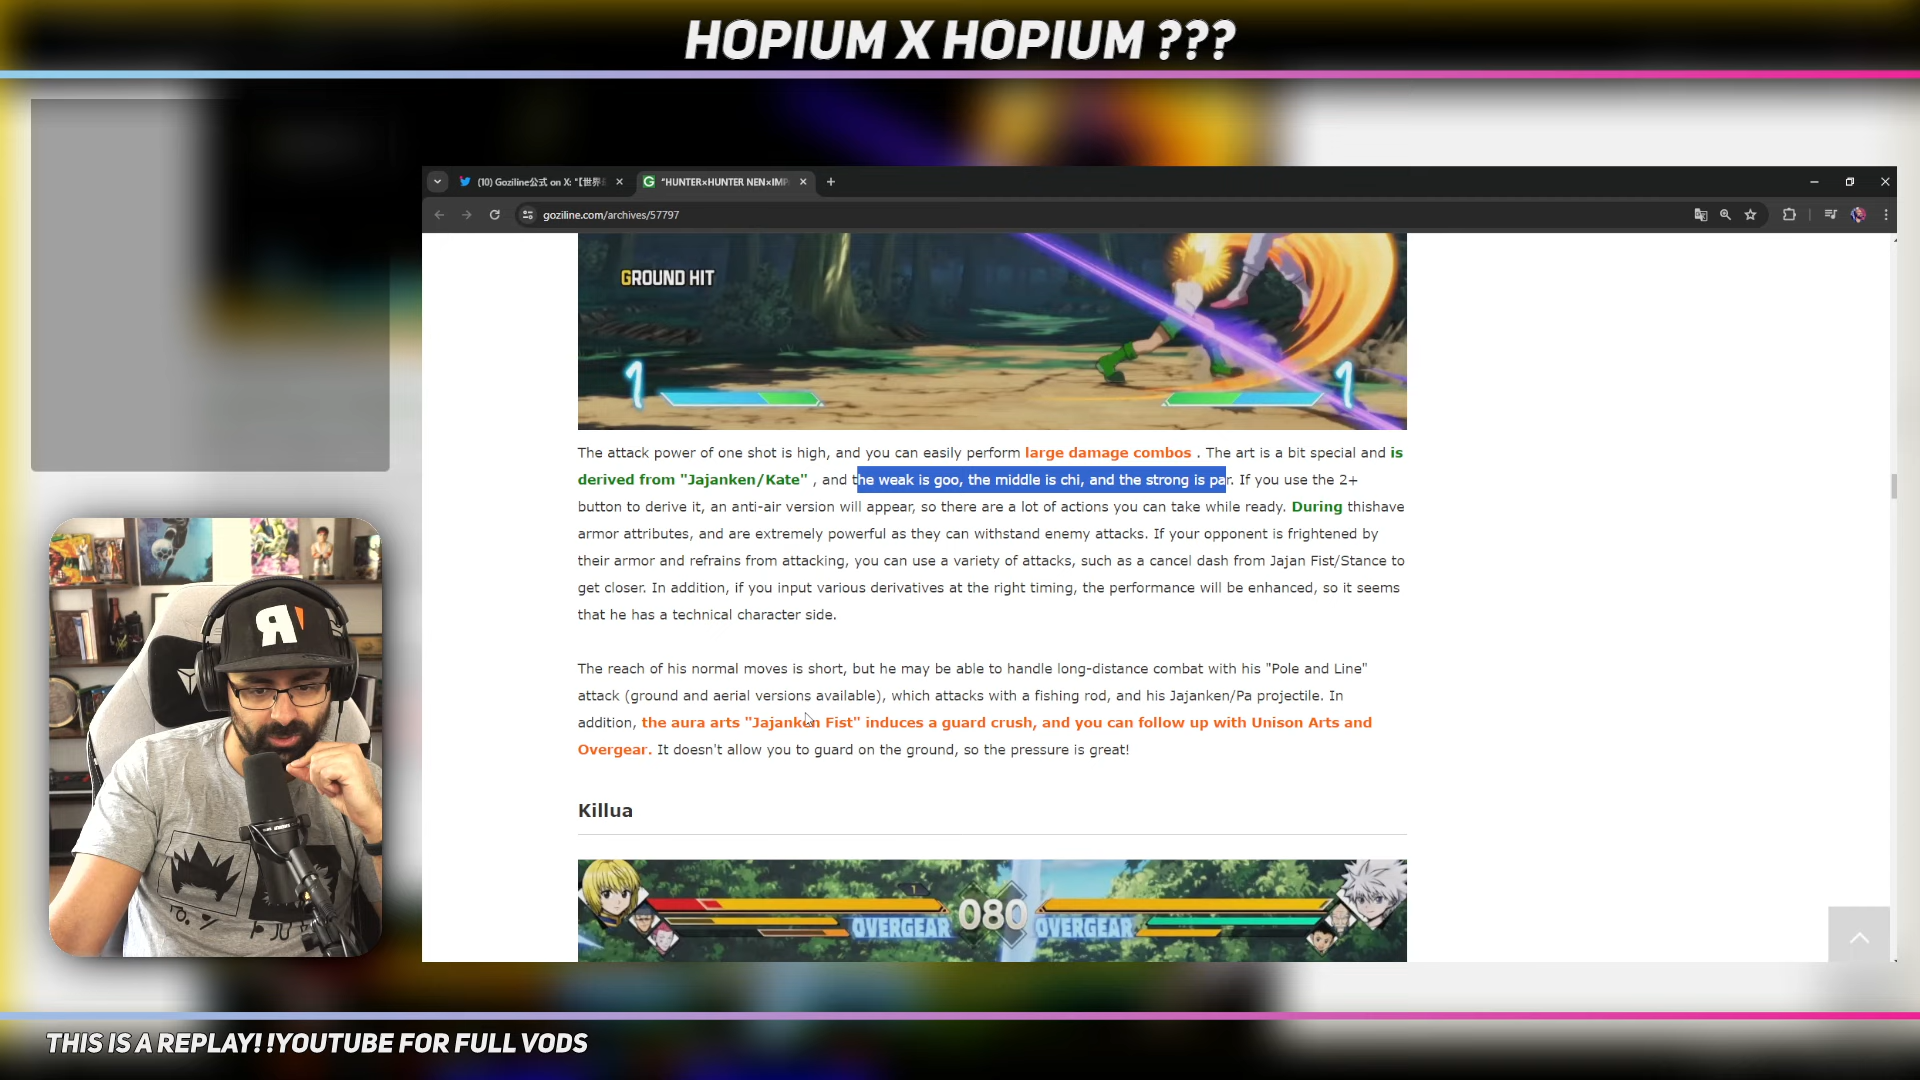 HOPIUM X HOPIUM ???
(10) Goziline公式 on X: "【世界
"HUNTER×HUNTER NEN×IMP
goziline.com/archives/57797
GROUND HIT
1
1
The attack power of one shot is high, and you can easily perform large damage combos . The art is a bit special and is
derived from "Jajanken/Kate" , and the weak is goo, the middle is chi, and the strong is par. If you use the 2+
button to derive it, an anti-air version will appear, so there are a lot of actions you can take while ready. During thishave
armor attributes, and are extremely powerful as they can withstand enemy attacks. If your opponent is frightened by
their armor and refrains from attacking, you can use a variety of attacks, such as a cancel dash from Jajan Fist/Stance to
get closer. In addition, if you input various derivatives at the right timing, the performance will be enhanced, so it seems
that he has a technical character side.
The reach of his normal moves is short, but he may be able to handle long-distance combat with his "Pole and Line"
attack (ground and aerial versions available), which attacks with a fishing rod, and his Jajanken/Pa projectile. In
addition, the aura arts "Jajanken Fist" induces a guard crush, and you can follow up with Unison Arts and
Overgear. It doesn't allow you to guard on the ground, so the pressure is great!
Killua
1
OVERGEAR 080 OVERGEAR
THIS IS A REPLAY! !YOUTUBE FOR FULL VODS